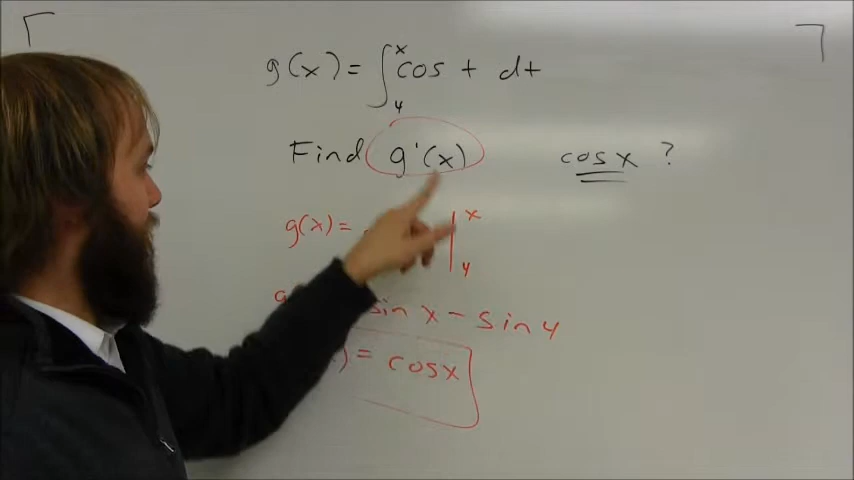 g(x) = ∫₄ˣ cos t dt
Find g'(x) cos x ?
g(x) = | x 4
sin x - sin 4
) = cos x